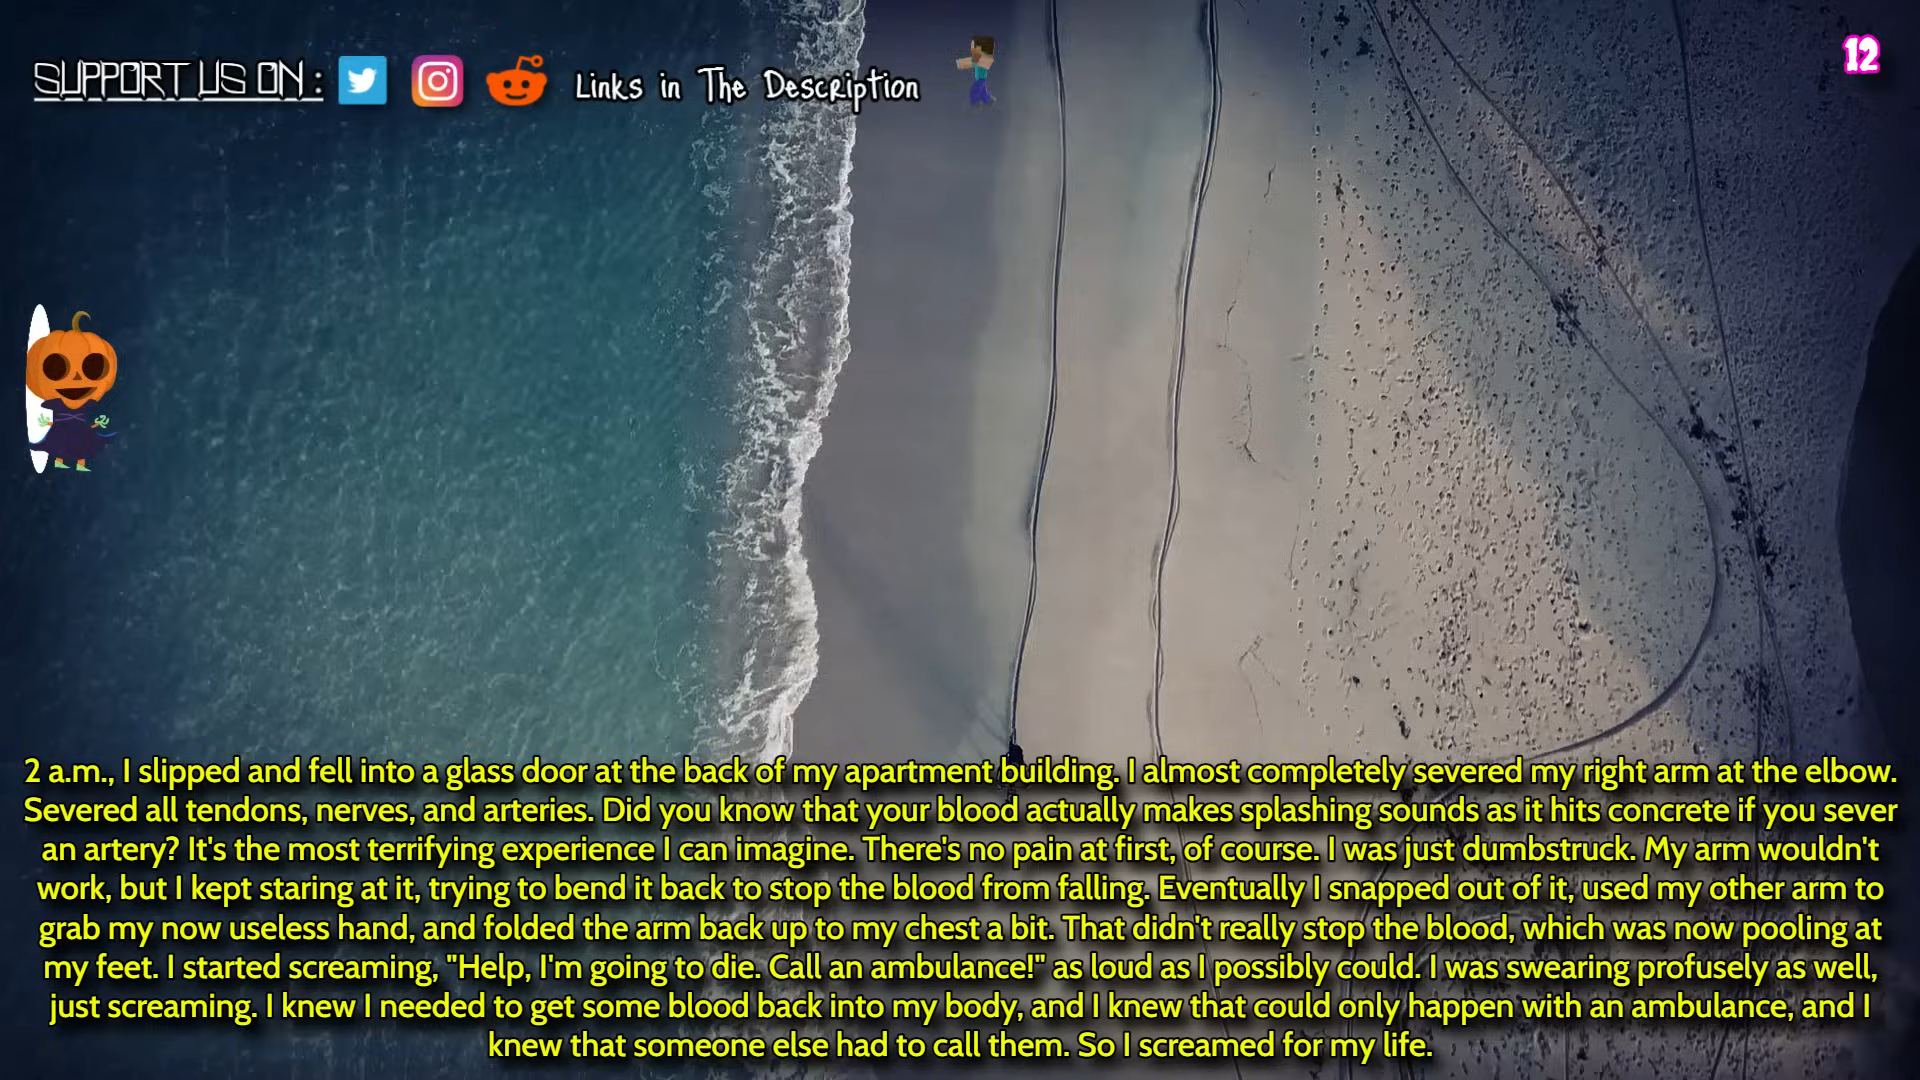 SUPPORT US ON : Links in The Description
12
2 a.m., I slipped and fell into a glass door at the back of my apartment building. I almost completely severed my right arm at the elbow.
Severed all tendons, nerves, and arteries. Did you know that your blood actually makes splashing sounds as it hits concrete if you sever
an artery? It's the most terrifying experience I can imagine. There's no pain at first, of course. I was just dumbstruck. My arm wouldn't
work, but I kept staring at it, trying to bend it back to stop the blood from falling. Eventually I snapped out of it, used my other arm to
grab my now useless hand, and folded the arm back up to my chest a bit. That didn't really stop the blood, which was now pooling at
my feet. I started screaming, "Help, I'm going to die. Call an ambulance!" as loud as I possibly could. I was swearing profusely as well,
just screaming. I knew I needed to get some blood back into my body, and I knew that could only happen with an ambulance, and I
knew that someone else had to call them. So I screamed for my life.